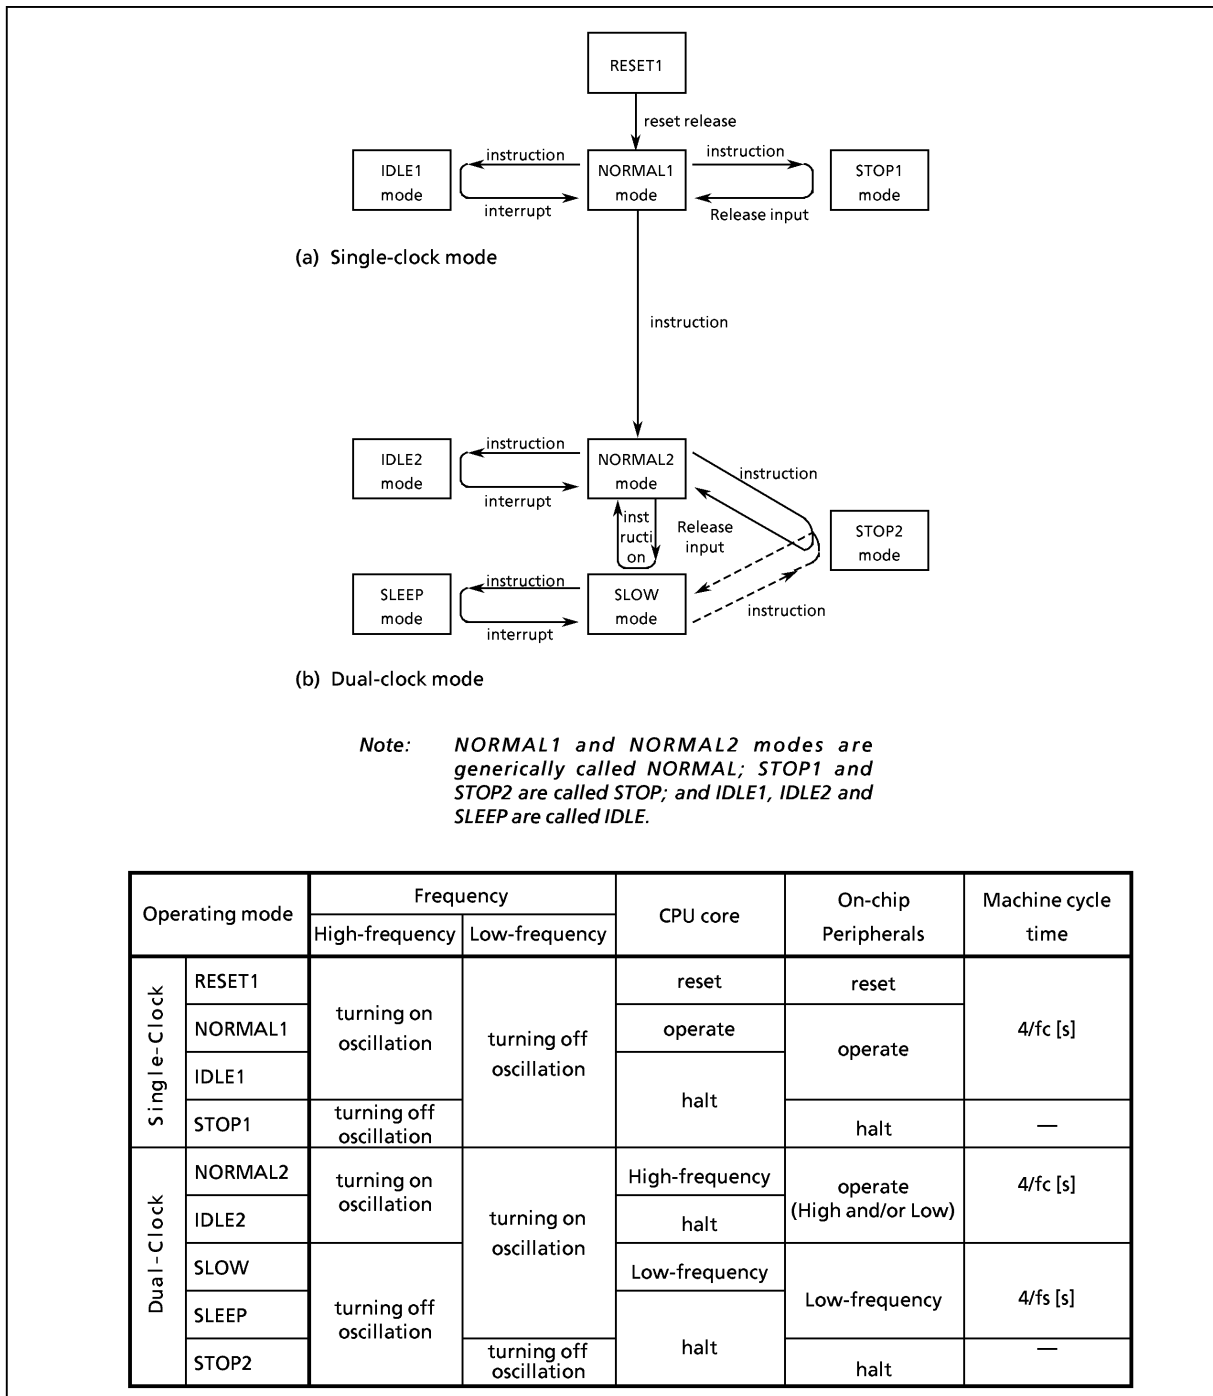 RESET1
reset release
instruction
instruction
IDLE1
mode
NORMAL1
mode
STOP1
mode
interrupt
Release input
(a) Single-clock mode
instruction
IDLE2
mode
instruction
interrupt
NORMAL2
mode
instruction
inst
ructi
on
Release
input
STOP2
mode
SLEEP
mode
instruction
interrupt
SLOW
mode
instruction
(b) Dual-clock mode
Note: NORMAL1 and NORMAL2 modes are
generically called NORMAL; STOP1 and
STOP2 are called STOP; and IDLE1, IDLE2 and
SLEEP are called IDLE.
Operating mode
Frequency
High-frequency
Low-frequency
CPU core
On-chip
Peripherals
Machine cycle
time
Single-Clock
RESET1
NORMAL1
IDLE1
STOP1
turning on
oscillation
turning off
oscillation
turning off
oscillation
reset
operate
halt
reset
operate
halt
4/fc [s]
—
Dual-Clock
NORMAL2
IDLE2
SLOW
SLEEP
STOP2
turning on
oscillation
turning off
oscillation
turning on
oscillation
turning off
oscillation
High-frequency
halt
Low-frequency
halt
operate
(High and/or Low)
Low-frequency
halt
4/fc [s]
4/fs [s]
—